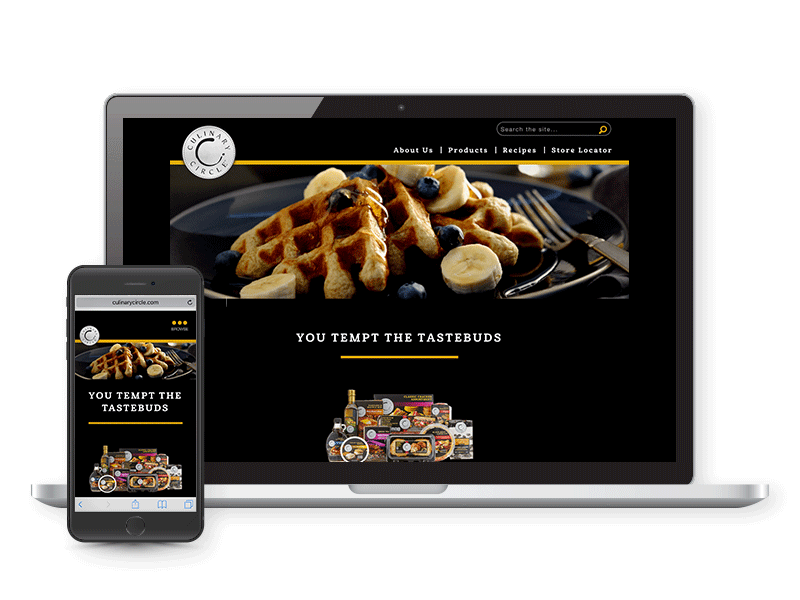 Search the site...
CULINARY
CIRCLE
About Us | Products | Recipes | Store Locator
YOU TEMPT THE TASTEBUDS
culinarycircle.com
BROWSE
YOU TEMPT THE
TASTEBUDS